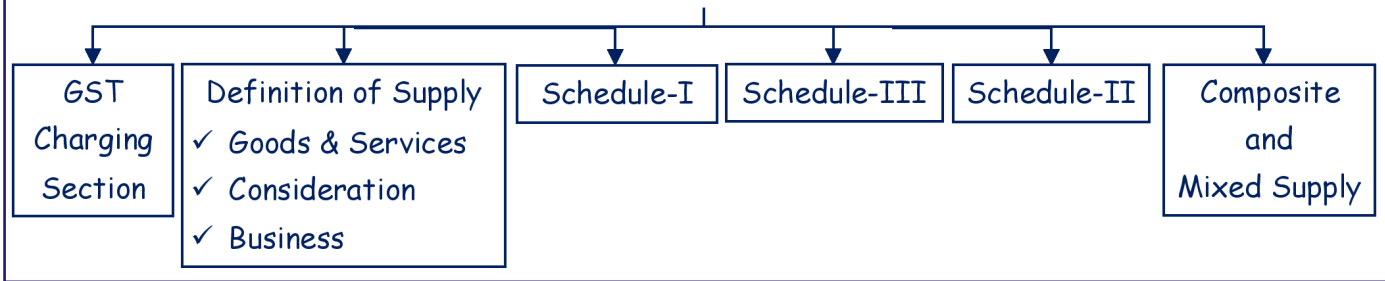 GST
Charging
Section
Definition of Supply
✓ Goods & Services
✓ Consideration
✓ Business
Schedule-I
Schedule-III
Schedule-II
Composite
and
Mixed Supply